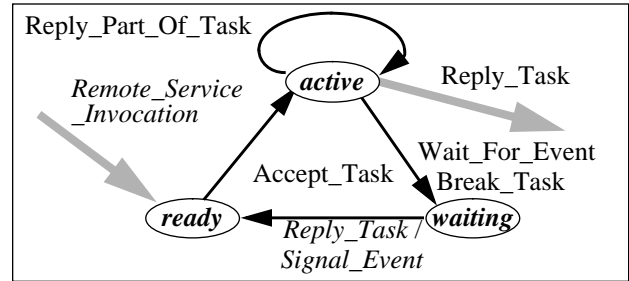 Reply_Part_Of_Task
active
Remote_Service
_Invocation
Reply_Task
Accept_Task
Wait_For_Event
Break_Task
ready
waiting
Reply_Task /
Signal_Event